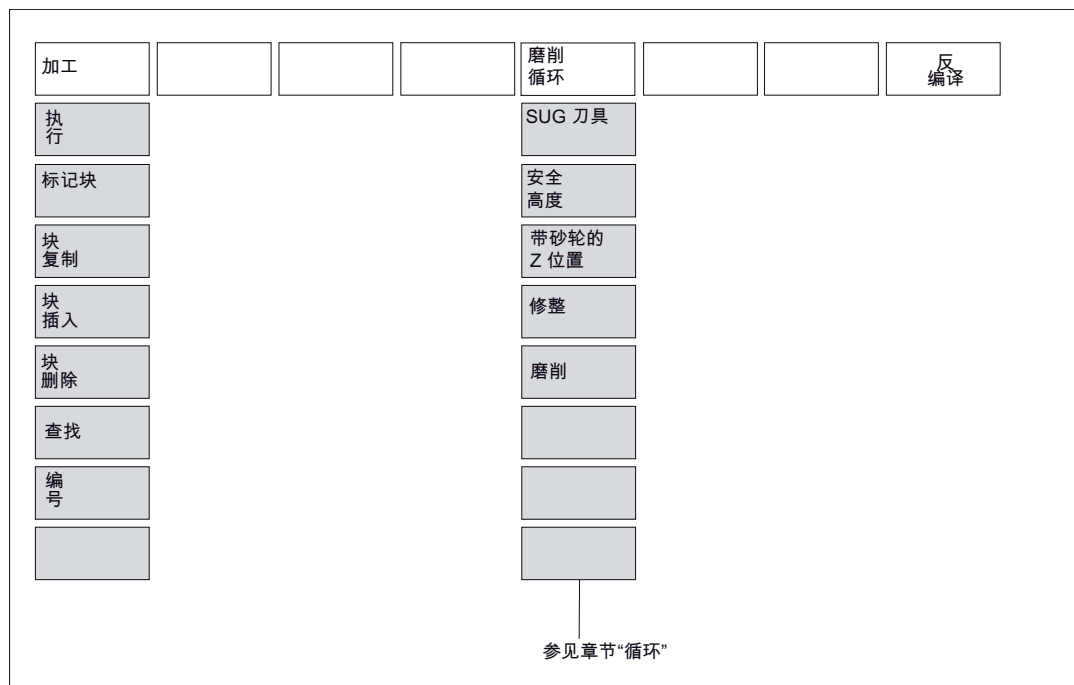 加工
磨削
循环
反
编译
执
行
标记块
块
复制
块
插入
块
删除
查找
编
号
SUG 刀具
安全
高度
带砂轮的
Z 位置
修整
磨削
参见章节“循环”